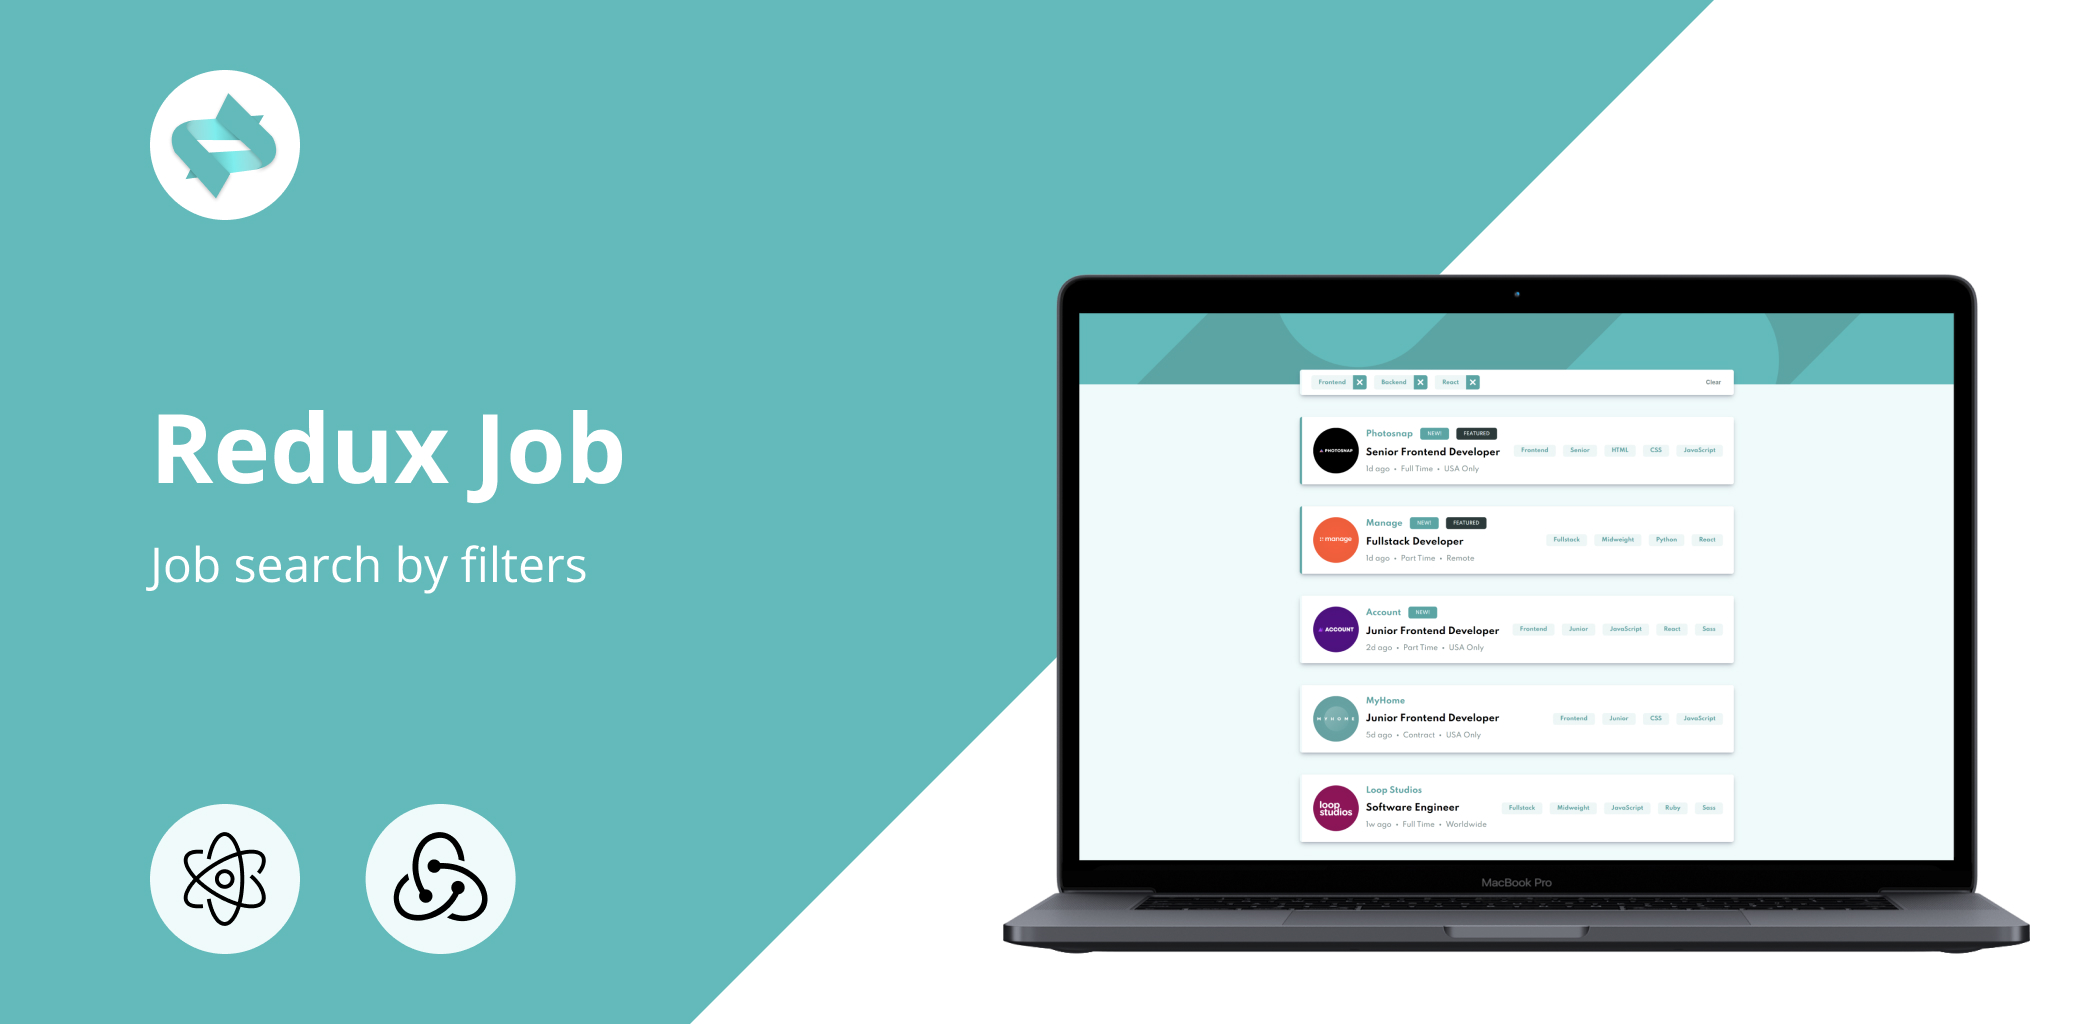 Redux Job
Job search by filters
Frontend Backend React Clear
Photosnap NEW! FEATURED
PHOTOSNAP
Senior Frontend Developer
Frontend Senior HTML CSS JavaScript
1d ago • Full Time • USA Only
Manage NEW! FEATURED
manage
Fullstack Developer
Fullstack Midweight Python React
1d ago • Part Time • Remote
Account NEW!
ACCOUNT
Junior Frontend Developer
Frontend Junior JavaScript React Sass
2d ago • Part Time • USA Only
MyHome
MYHOME
Junior Frontend Developer
Frontend Junior CSS JavaScript
5d ago • Contract • USA Only
Loop Studios
loop
studios
Software Engineer
Fullstack Midweight JavaScript Ruby Sass
1w ago • Full Time • Worldwide
MacBook Pro